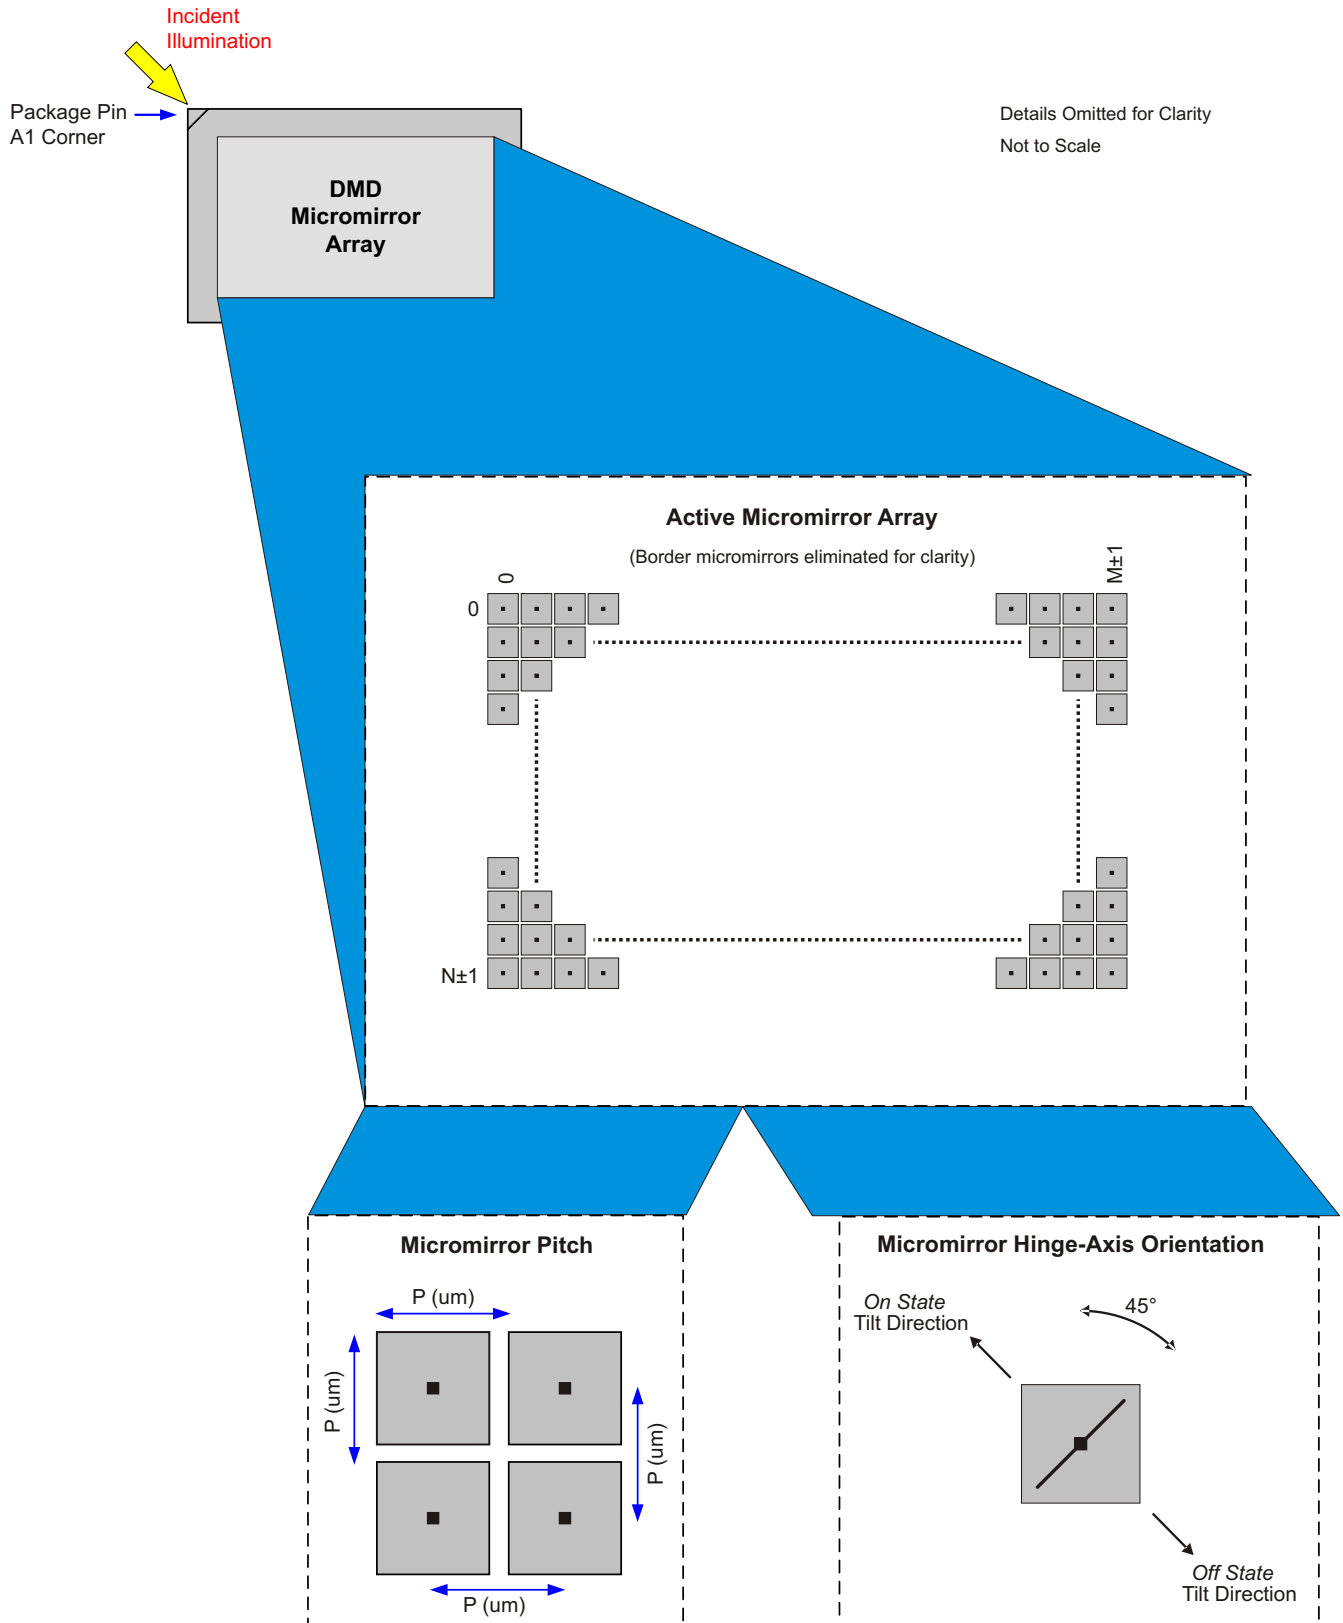 Incident
Illumination
Package Pin
A1 Corner
Details Omitted for Clarity
Not to Scale
DMD
Micromirror
Array
Active Micromirror Array
(Border micromirrors eliminated for clarity)
0
M±1
0
N±1
Micromirror Pitch
P (um)
P (um)
P (um)
P (um)
Micromirror Hinge-Axis Orientation
On State
Tilt Direction
45°
Off State
Tilt Direction